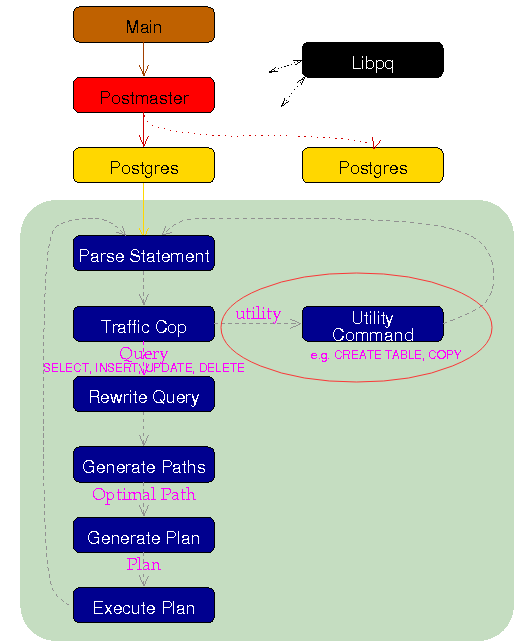 Main
Libpq
Postmaster
Postgres
Postgres
Parse Statement
utility
Traffic Cop
Utility
Command
Query
e.g. CREATE TABLE, COPY
SELECT, INSERT, UPDATE, DELETE
Rewrite Query
Generate Paths
Optimal Path
Generate Plan
Plan
Execute Plan